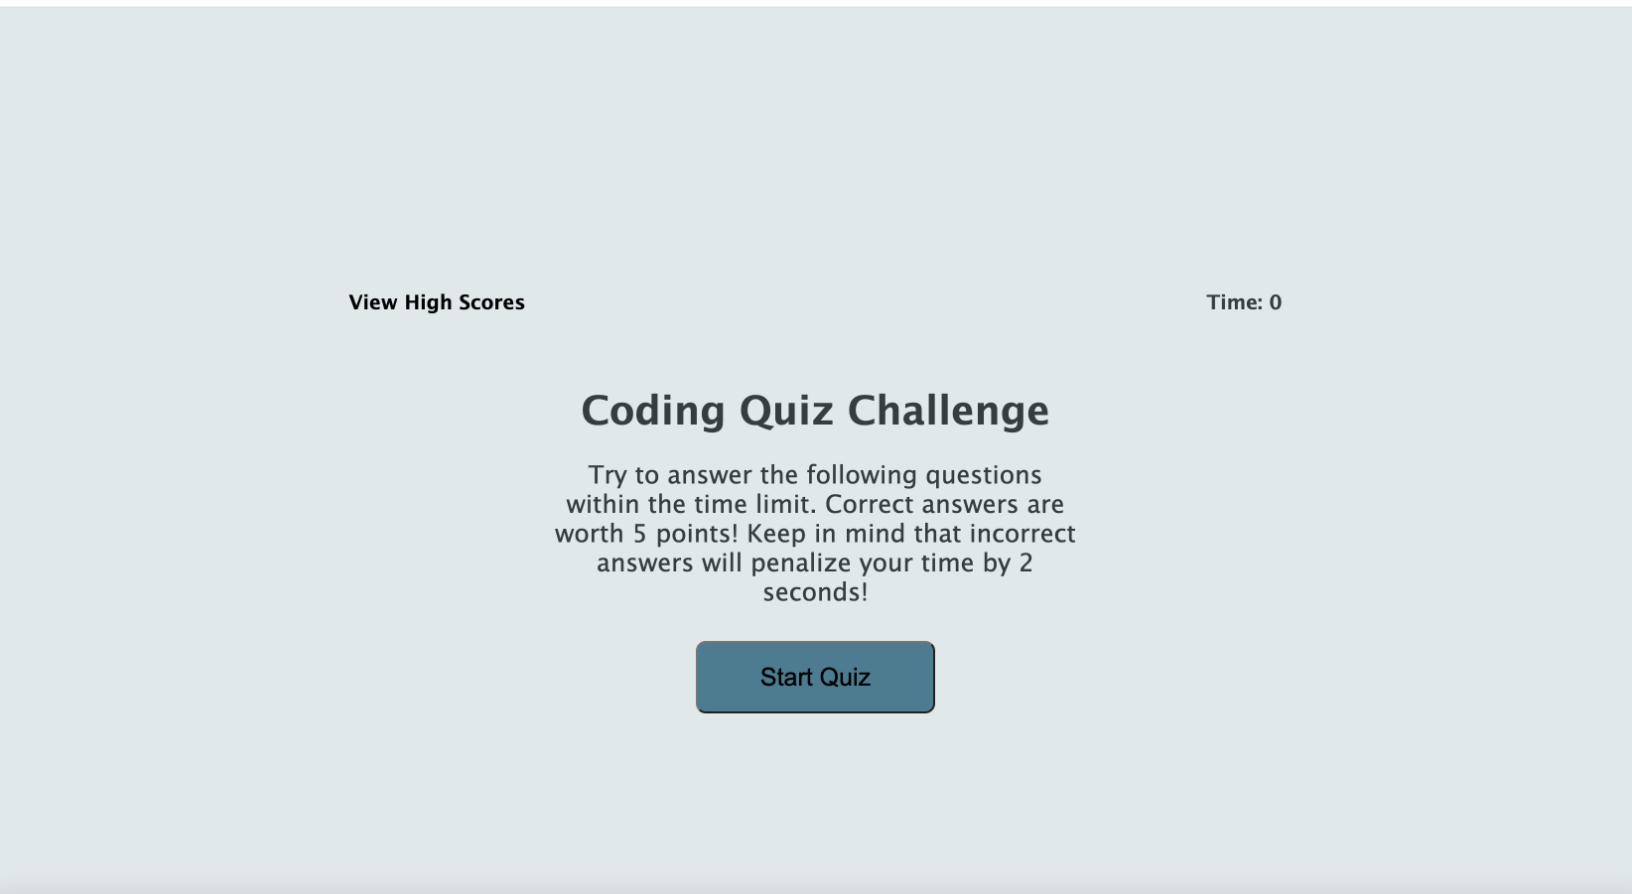 View High Scores
Time: 0
Coding Quiz Challenge
Try to answer the following questions
within the time limit. Correct answers are
worth 5 points! Keep in mind that incorrect
answers will penalize your time by 2
seconds!
Start Quiz